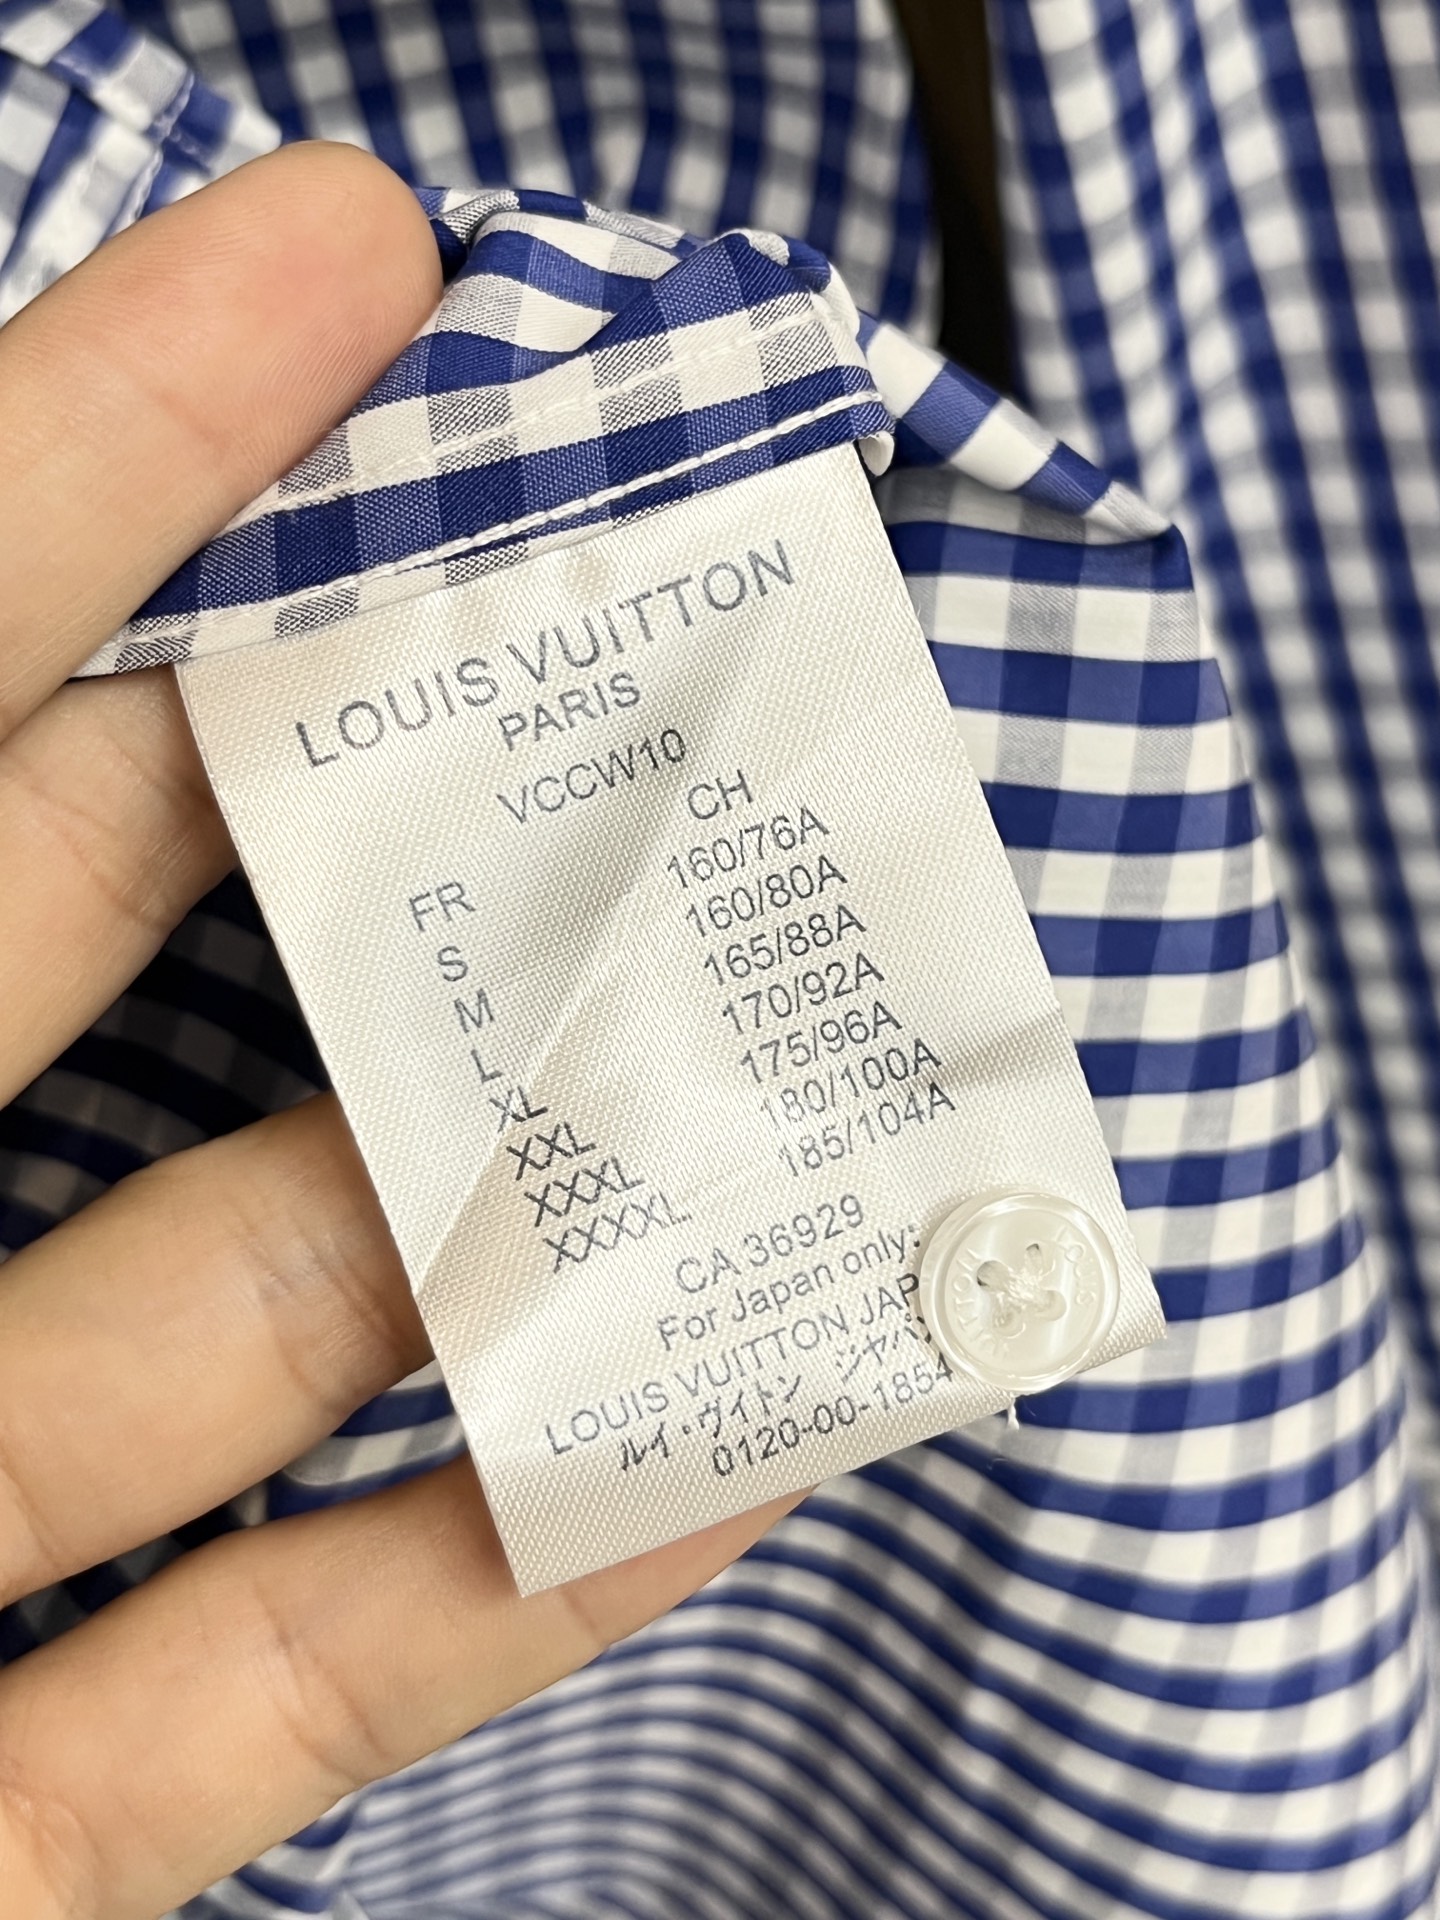 LOUIS VUITTON
PARIS
VCCW10
FR CH
S 160/76A
M 160/80A
L 165/88A
XL 170/92A
XXL 175/96A
XXXL 180/100A
XXXXL 185/104A
CA 36929
For Japan only:
LOUIS VUITTON JAP
ルイ・ヴィトン ジャパン
0120-00-1854